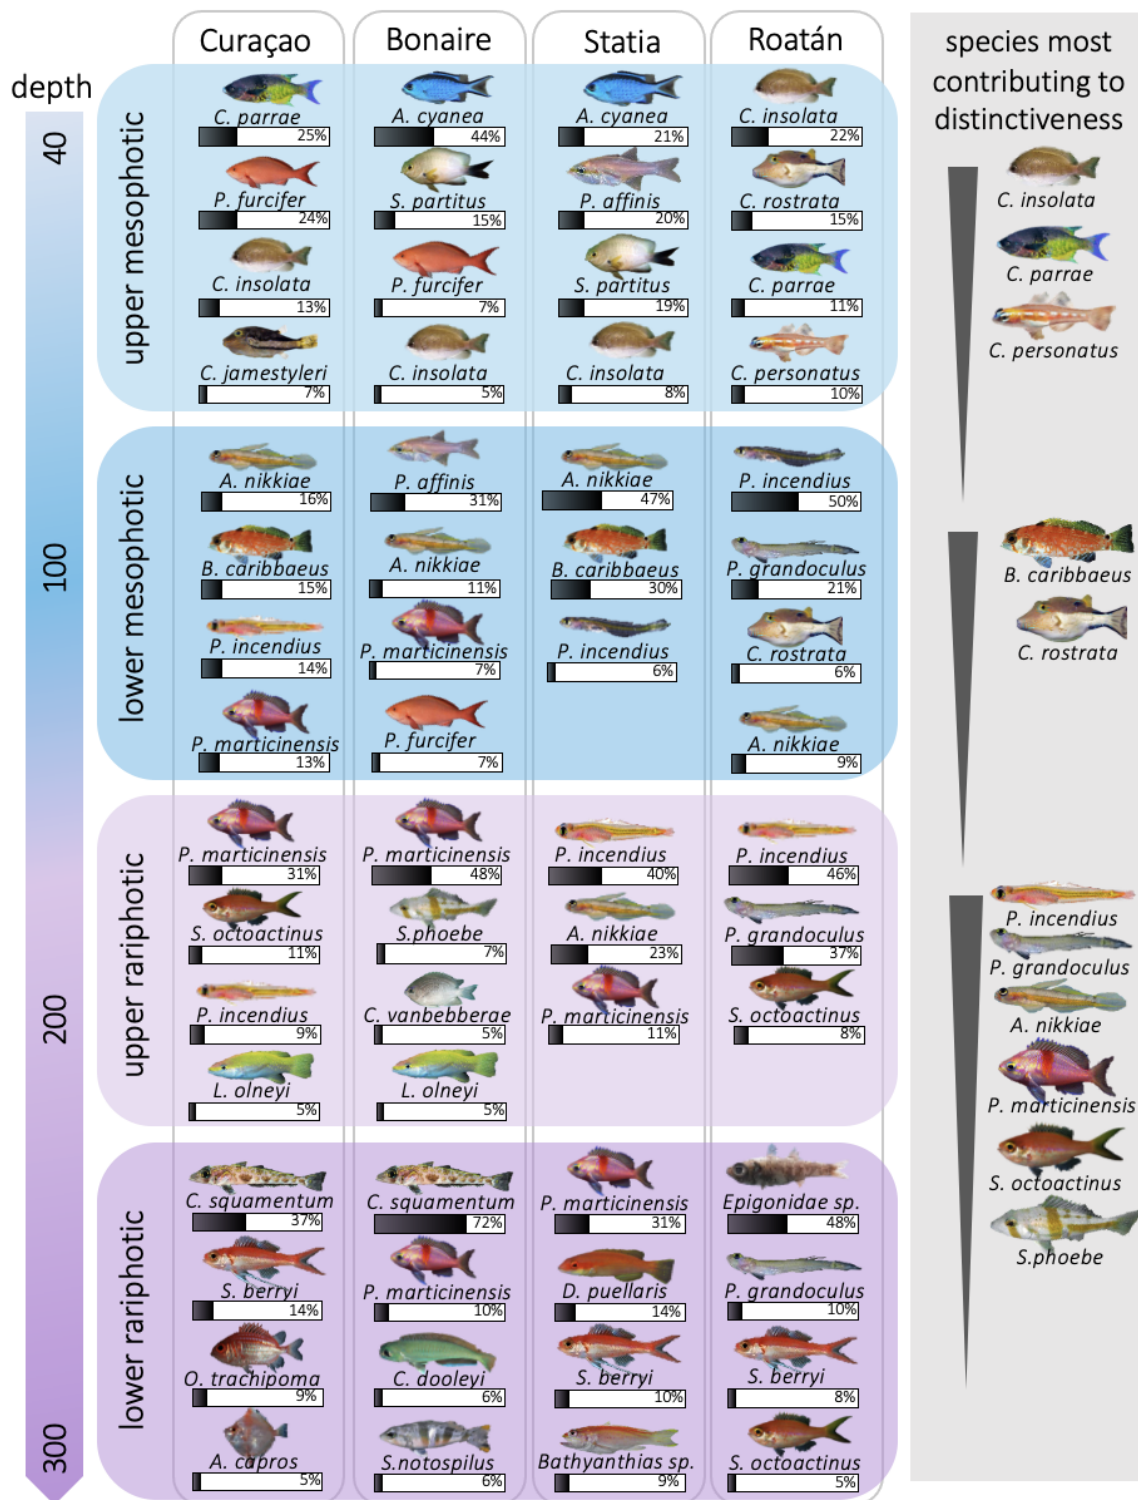 Curaçao Bonaire Statia Roatán
species most
contributing to
distinctiveness
depth
40
100
200
300
upper mesophotic
C. parrae A. cyanea A. cyanea C. insolata
25% 44% 21% 22%
P. furcifer S. partitus P. affinis C. rostrata
24% 15% 20% 15%
C. insolata P. furcifer S. partitus C. parrae
13% 7% 19% 11%
C. jamestyleri C. insolata C. insolata C. personatus
7% 5% 8% 10%
lower mesophotic
A. nikkiae P. affinis A. nikkiae P. incendius
16% 31% 47% 50%
B. caribbaeus A. nikkiae B. caribbaeus P. grandoculus
15% 11% 30% 21%
P. incendius P. marticinensis P. incendius C. rostrata
14% 7% 6% 6%
P. marticinensis P. furcifer A. nikkiae
13% 7% 9%
upper rariphotic
P. marticinensis P. marticinensis P. incendius P. incendius
31% 48% 40% 46%
S. octoactinus S.phoebe A. nikkiae P. grandoculus
11% 7% 23% 37%
P. incendius C. vanbebberae P. marticinensis S. octoactinus
9% 5% 11% 8%
L. olneyi L. olneyi
5% 5%
lower rariphotic
C. squamentum C. squamentum P. marticinensis Epigonidae sp.
37% 72% 31% 48%
S. berryi P. marticinensis D. puellaris P. grandoculus
14% 10% 14% 10%
O. trachipoma C. dooleyi S. berryi S. berryi
9% 6% 10% 8%
A. capros S.notospilus Bathyanthias sp. S. octoactinus
5% 6% 9% 5%
C. insolata
C. parrae
C. personatus
B. caribbaeus
C. rostrata
P. incendius
P. grandoculus
A. nikkiae
P. marticinensis
S. octoactinus
S.phoebe